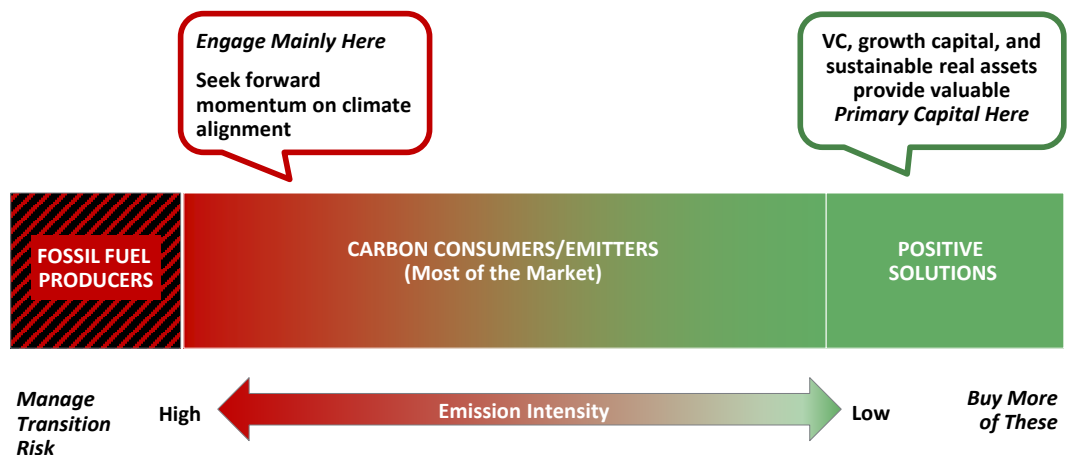 Engage Mainly Here
Seek forward
momentum on climate
alignment
VC, growth capital, and
sustainable real assets
provide valuable
Primary Capital Here
FOSSIL FUEL
PRODUCERS
CARBON CONSUMERS/EMITTERS
(Most of the Market)
POSITIVE
SOLUTIONS
Manage
Transition
Risk
High
Emission Intensity
Low
Buy More
of These